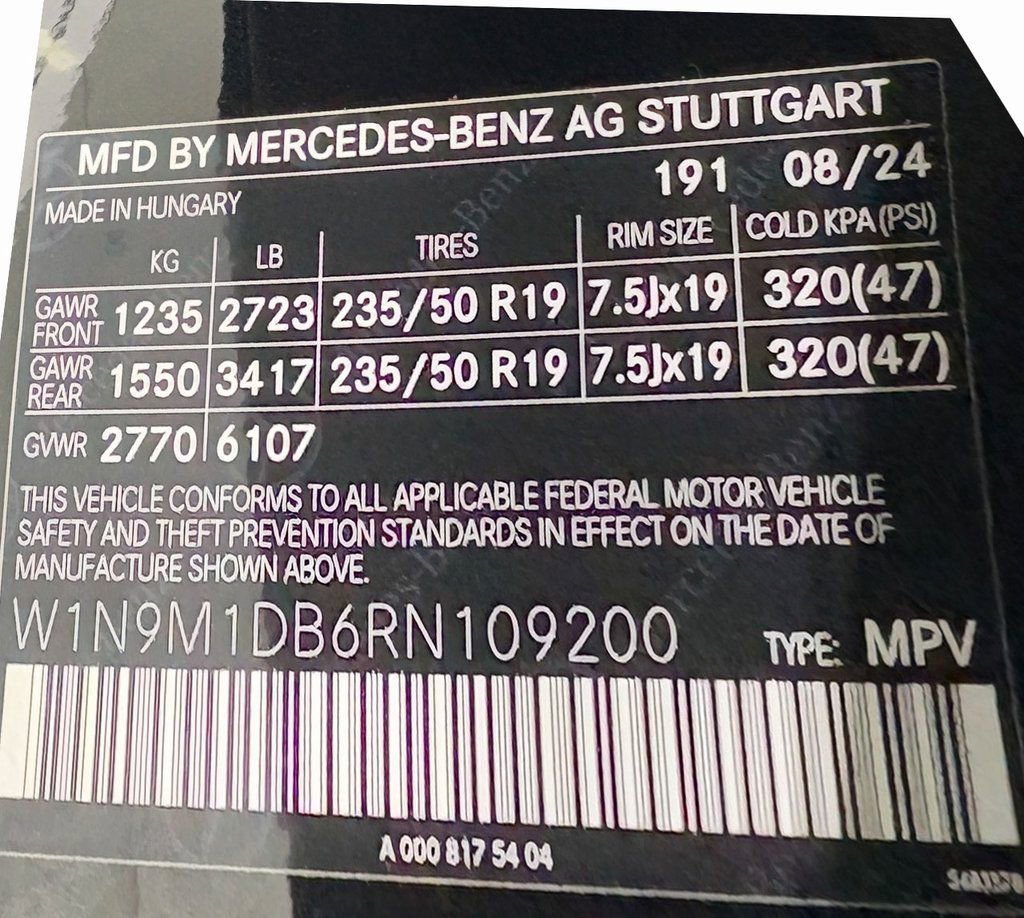 MFD BY MERCEDES-BENZ AG STUTTGART
MADE IN HUNGARY 191 08/24
KG LB TIRES RIM SIZE COLD KPA (PSI)
GAWR FRONT 1235 2723 235/50 R19 7.5Jx19 320(47)
GAWR REAR 1550 3417 235/50 R19 7.5Jx19 320(47)
GVWR 2770 6107
THIS VEHICLE CONFORMS TO ALL APPLICABLE FEDERAL MOTOR VEHICLE
SAFETY AND THEFT PREVENTION STANDARDS IN EFFECT ON THE DATE OF
MANUFACTURE SHOWN ABOVE.
W1N9M1DB6RN109200 TYPE: MPV
A 000 817 54 04